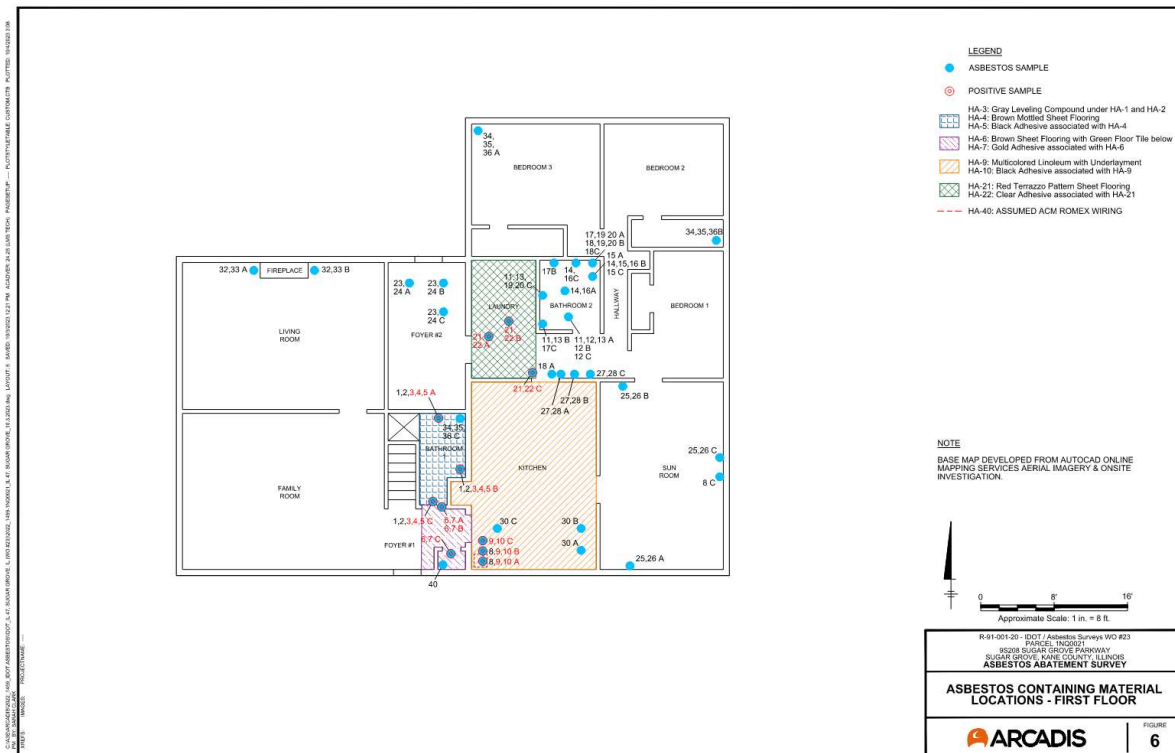 LEGEND
ASBESTOS SAMPLE
POSITIVE SAMPLE
HA-3: Gray Leveling Compound under HA-1 and HA-2
HA-4: Brown Mottled Sheet Flooring
HA-5: Black Adhesive associated with HA-4
HA-6: Brown Sheet Flooring with Green Floor Tile below
HA-7: Gold Adhesive associated with HA-6
HA-9: Multicolored Linoleum with Underlayment
HA-10: Black Adhesive associated with HA-9
HA-21: Red Terrazzo Pattern Sheet Flooring
HA-22: Clear Adhesive associated with HA-21
HA-40: ASSUMED ACM ROMEX WIRING
34,
35,
36 A
BEDROOM 3
BEDROOM 2
34,35,36B
17,19 20 A
18,19,20 B
18C
15 A
14,15,16 B
15 C
17B
14,
16C
11,13,
19,20 C
14,16A
BATHROOM 2
HALLWAY
BEDROOM 1
32,33 A
FIREPLACE
32,33 B
23,
24 A
23,
24 B
23,
24 C
LAUNDRY
21,
22 A
21,
22 B
LIVING
ROOM
FOYER #2
11,13 B
17C
11,12,13 A
12 B
12 C
18 A
27,28 C
21,22 C
27,28 B
27,28 A
25,26 B
1,2,3,4,5 A
34,35,
36 C
BATHROOM
1
KITCHEN
SUN
ROOM
25,26 C
8 C
FAMILY
ROOM
1,2,3,4,5 B
1,2,3,4,5 C
6,7 A
6,7 B
30 C
30 B
FOYER #1
6,7 C
9,10 C
8,9,10 B
8,9,10 A
30 A
25,26 A
40
NOTE
BASE MAP DEVELOPED FROM AUTOCAD ONLINE
MAPPING SERVICES AERIAL IMAGERY & ONSITE
INVESTIGATION.
0 8' 16'
Approximate Scale: 1 in. = 8 ft.
R-91-001-20 - IDOT / Asbestos Surveys WO #23
PARCEL 1NQ0021
9S208 SUGAR GROVE PARKWAY
SUGAR GROVE, KANE COUNTY, ILLINOIS
ASBESTOS ABATEMENT SURVEY
ASBESTOS CONTAINING MATERIAL
LOCATIONS - FIRST FLOOR
ARCADIS
FIGURE
6